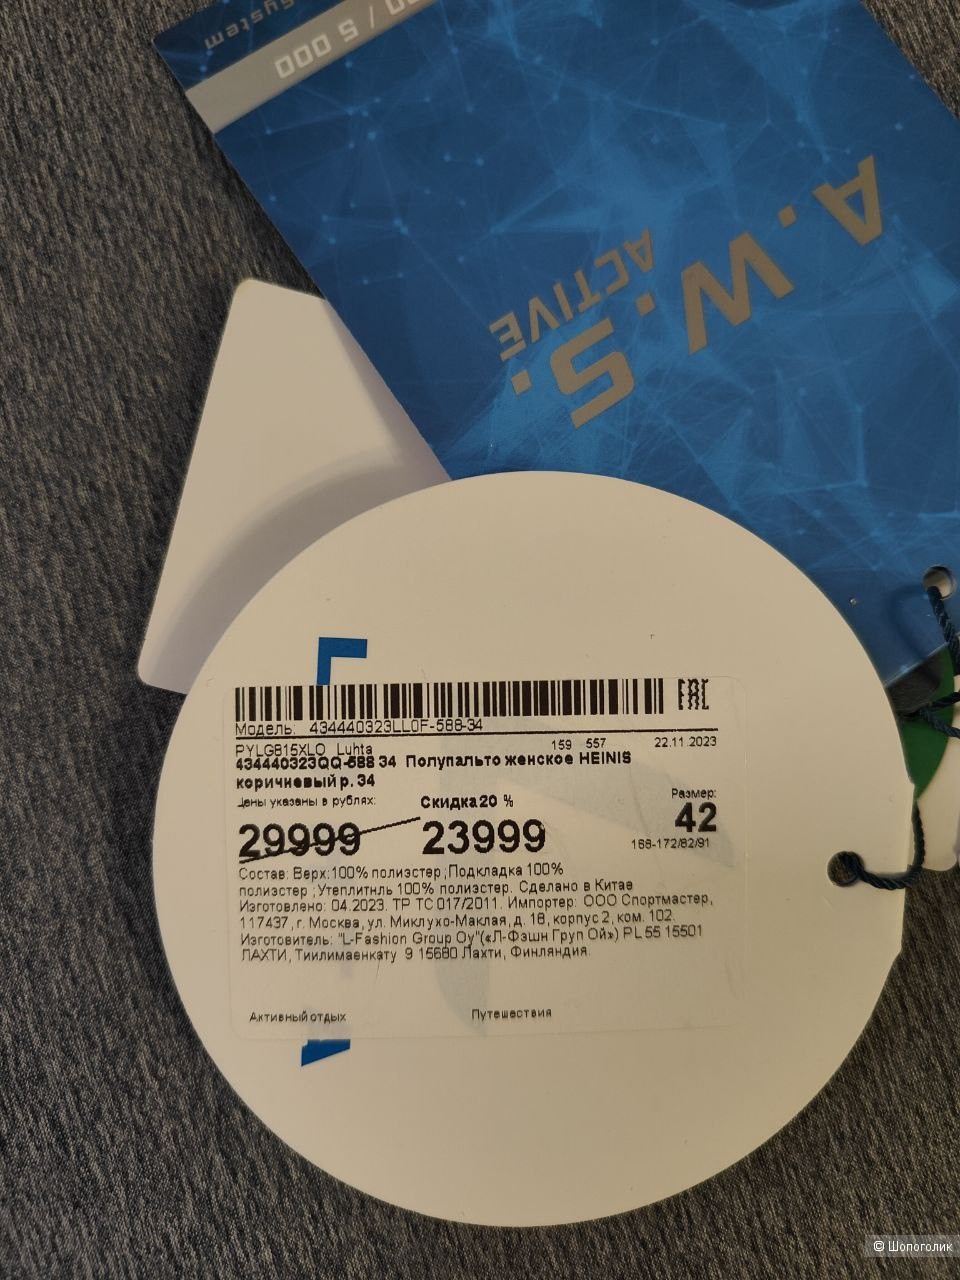 System
/ 5 000
A.W.S.
ACTIVE
EAC
Модель: 434440323LL0F-588-34
PYLG815XLO Luhta 159 557 22.11.2023
434440323QQ-588 34 Полупальто женское HEINIS
коричневый р. 34
Цены указаны в рублях: Скидка 20 % Размер:
29999 23999 42
168-172/82/91
Состав: Верх:100% полиэстер;Подкладка 100%
полиэстер ;Утеплитнль 100% полиэстер. Сделано в Китае
Изготовлено: 04.2023. ТР ТС 017/2011. Импортер: ООО Спортмастер,
117437, г. Москва, ул. Миклухо-Маклая, д. 18, корпус 2, ком. 102.
Изготовитель: "L-Fashion Group Oy"(«Л-Фэшн Груп Ой») PL 55 15501
ЛАХТИ, Тиилимаенкату 9 15680 Лахти, Финляндия.
Активный отдых Путешествия
© Шопоголик